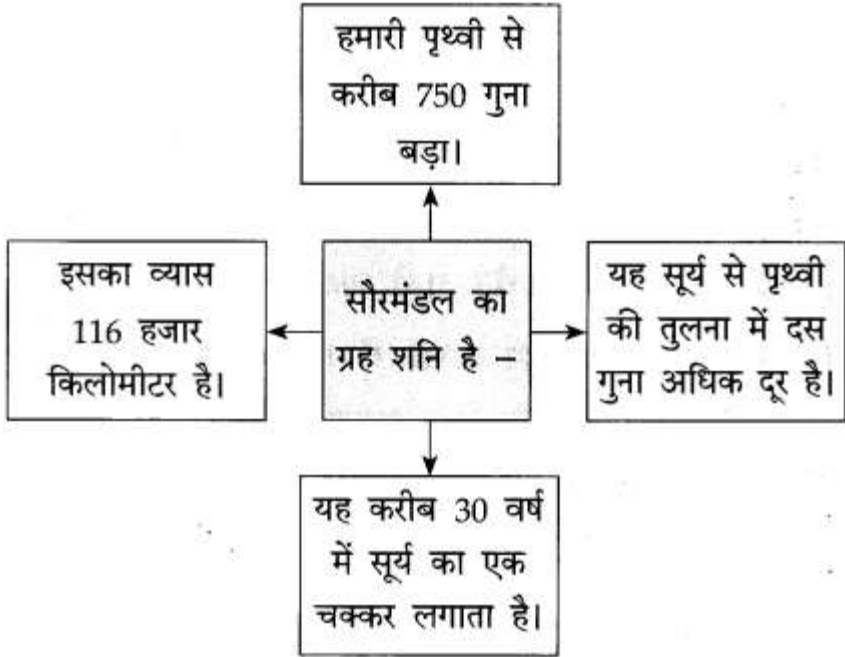 हमारी पृथ्वी से
करीब 750 गुना
बड़ा।
इसका व्यास
116 हजार
किलोमीटर है।
सौरमंडल का
ग्रह शनि है –
यह सूर्य से पृथ्वी
की तुलना में दस
गुना अधिक दूर है।
यह करीब 30 वर्ष
में सूर्य का एक
चक्कर लगाता है।